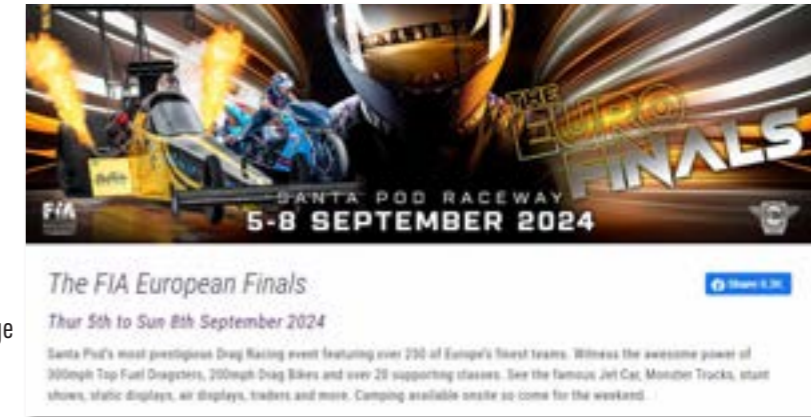 THE
EURO
FINALS
SANTA POD RACEWAY
5-8 SEPTEMBER 2024
FIA
The FIA European Finals
Share
Thur 5th to Sun 8th September 2024
ge
Santa Pod's most prestigious Drag Racing event featuring over 250 of Europe's finest teams. Witness the awesome power of
300mph Top Fuel Dragsters, 200mph Drag Bikes and over 20 supporting classes. See the famous Jet Car, Monster Trucks, stunt
shows, static displays, air displays, traders and more. Camping available onsite so come for the weekend.